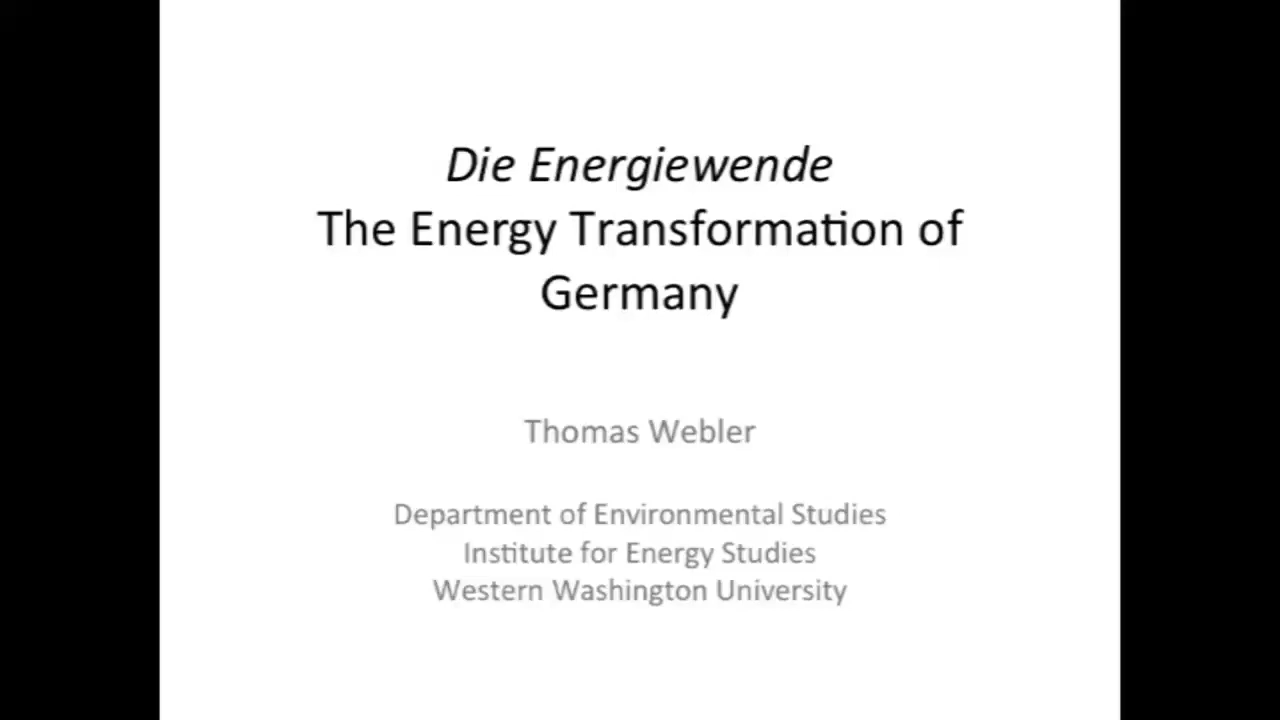 Die Energiewende
The Energy Transformation of
Germany
Thomas Webler
Department of Environmental Studies
Institute for Energy Studies
Western Washington University